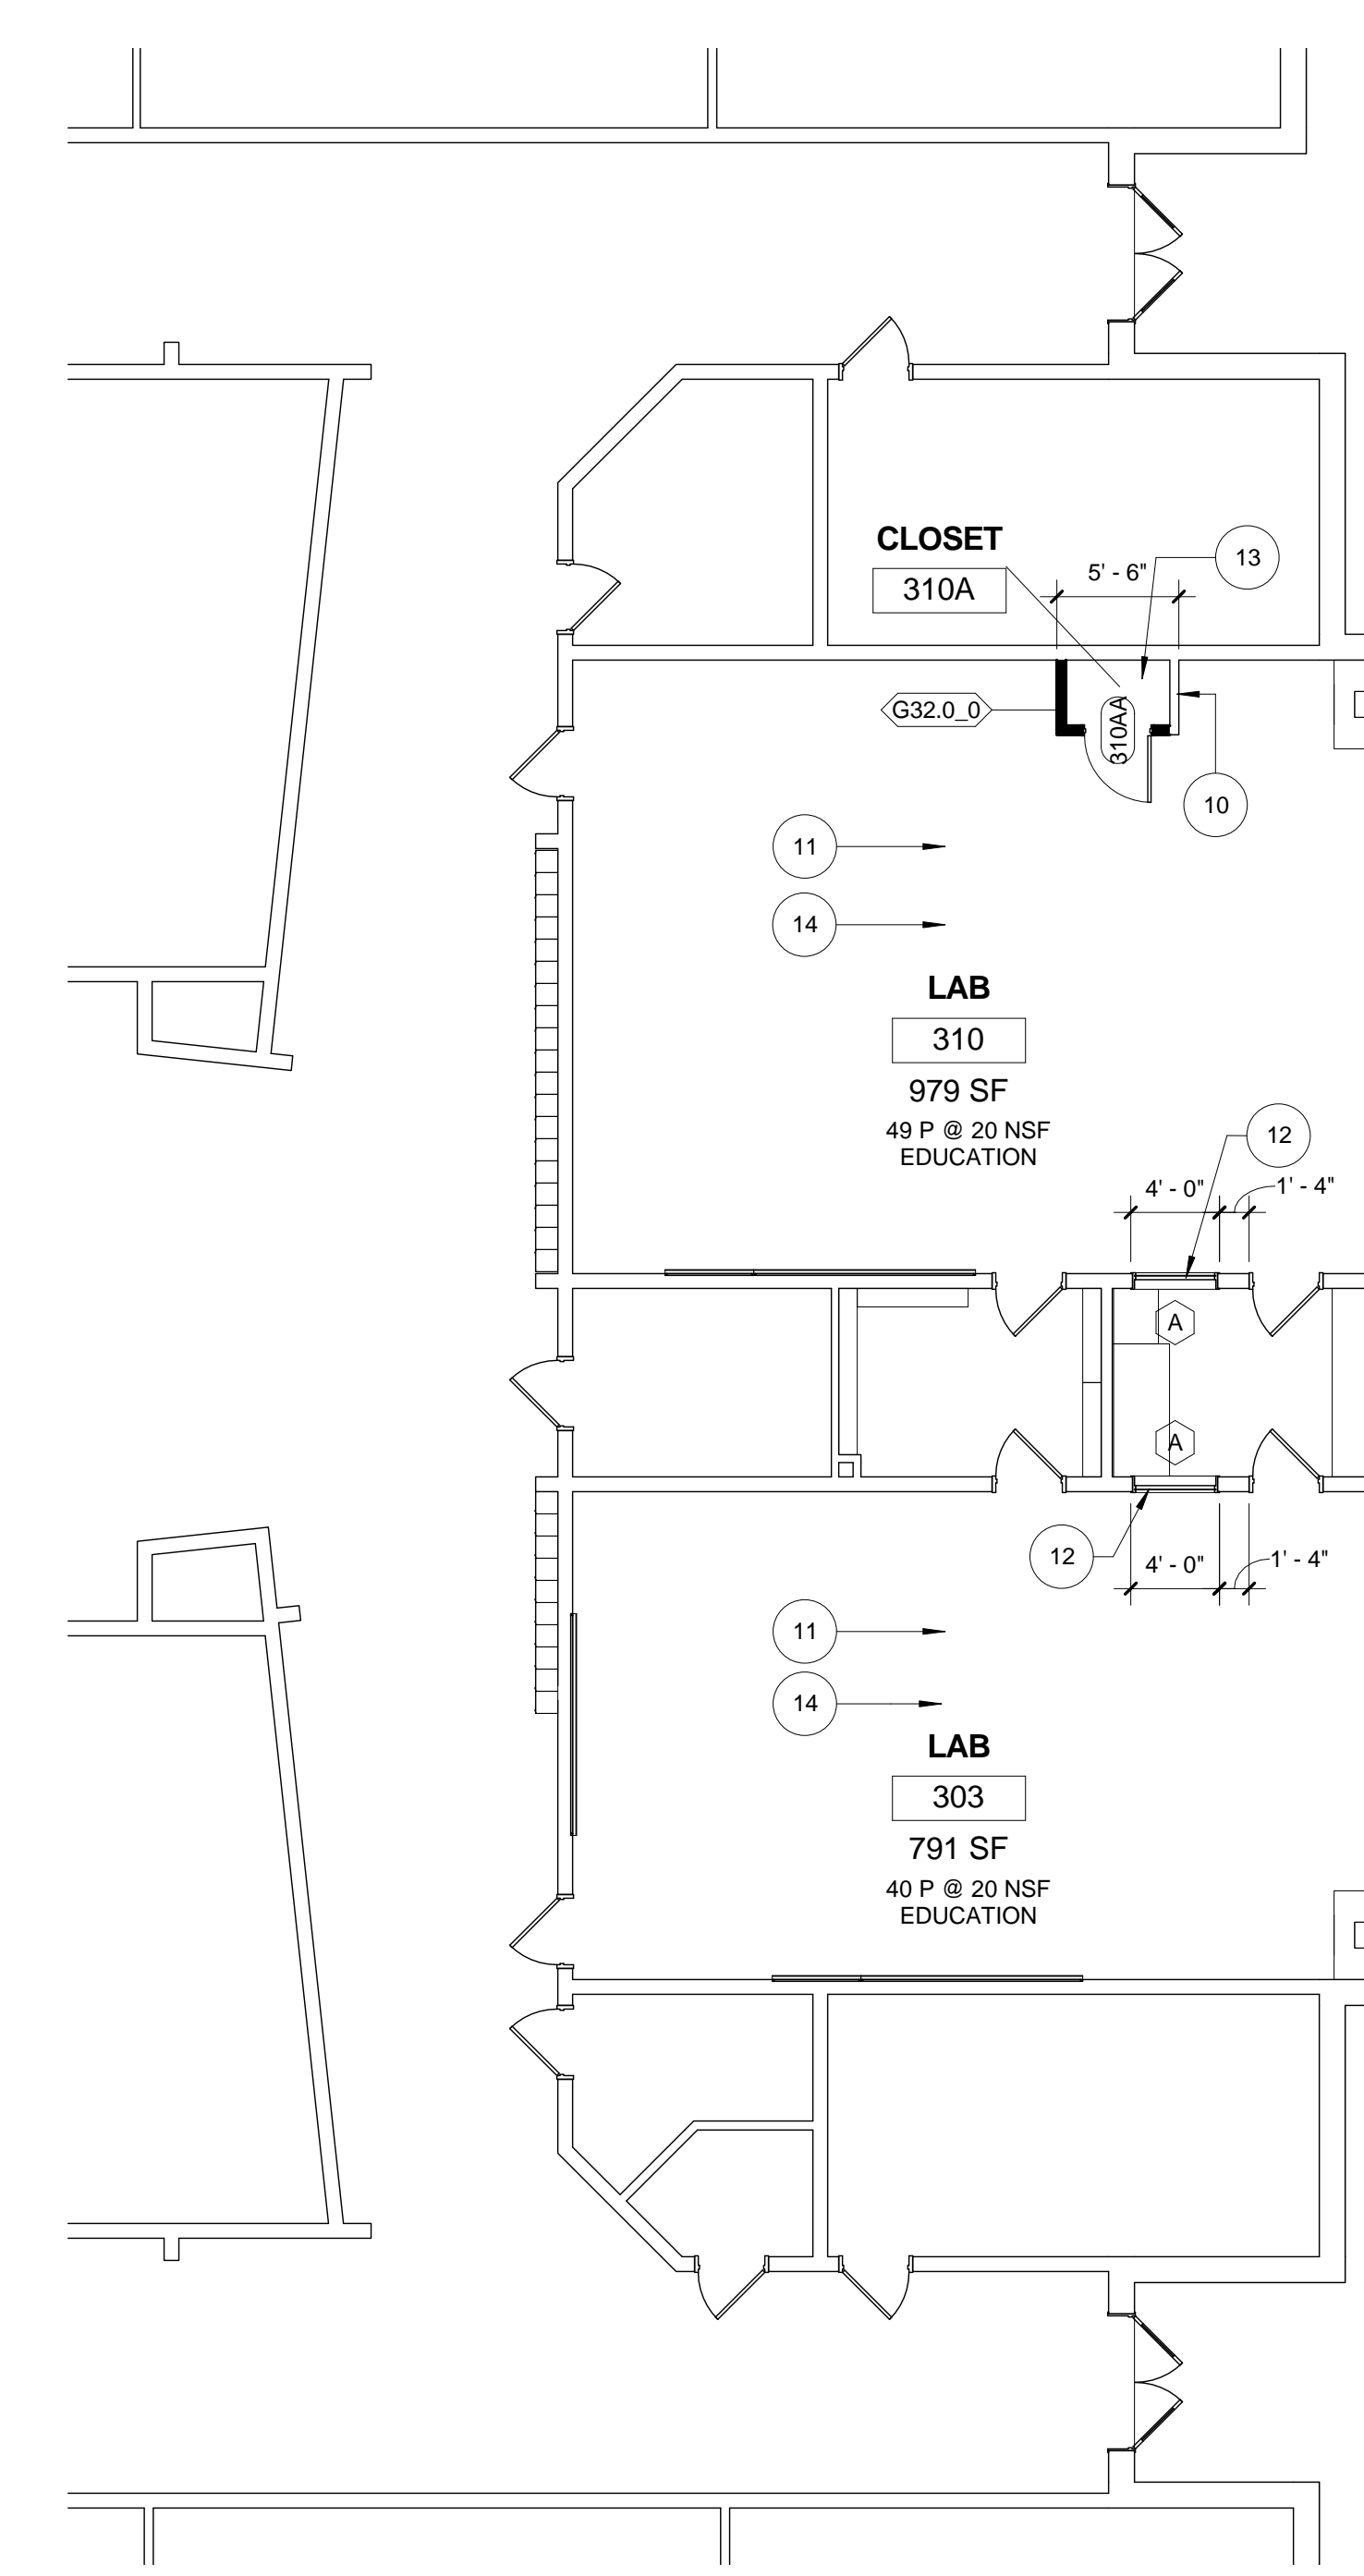 CLOSET
310A
5' - 6"
13
G32.0_0
310AA
10
11
14
LAB
310
979 SF
49 P @ 20 NSF
EDUCATION
12
4' - 0"
1' - 4"
A
A
12
4' - 0"
1' - 4"
11
14
LAB
303
791 SF
40 P @ 20 NSF
EDUCATION